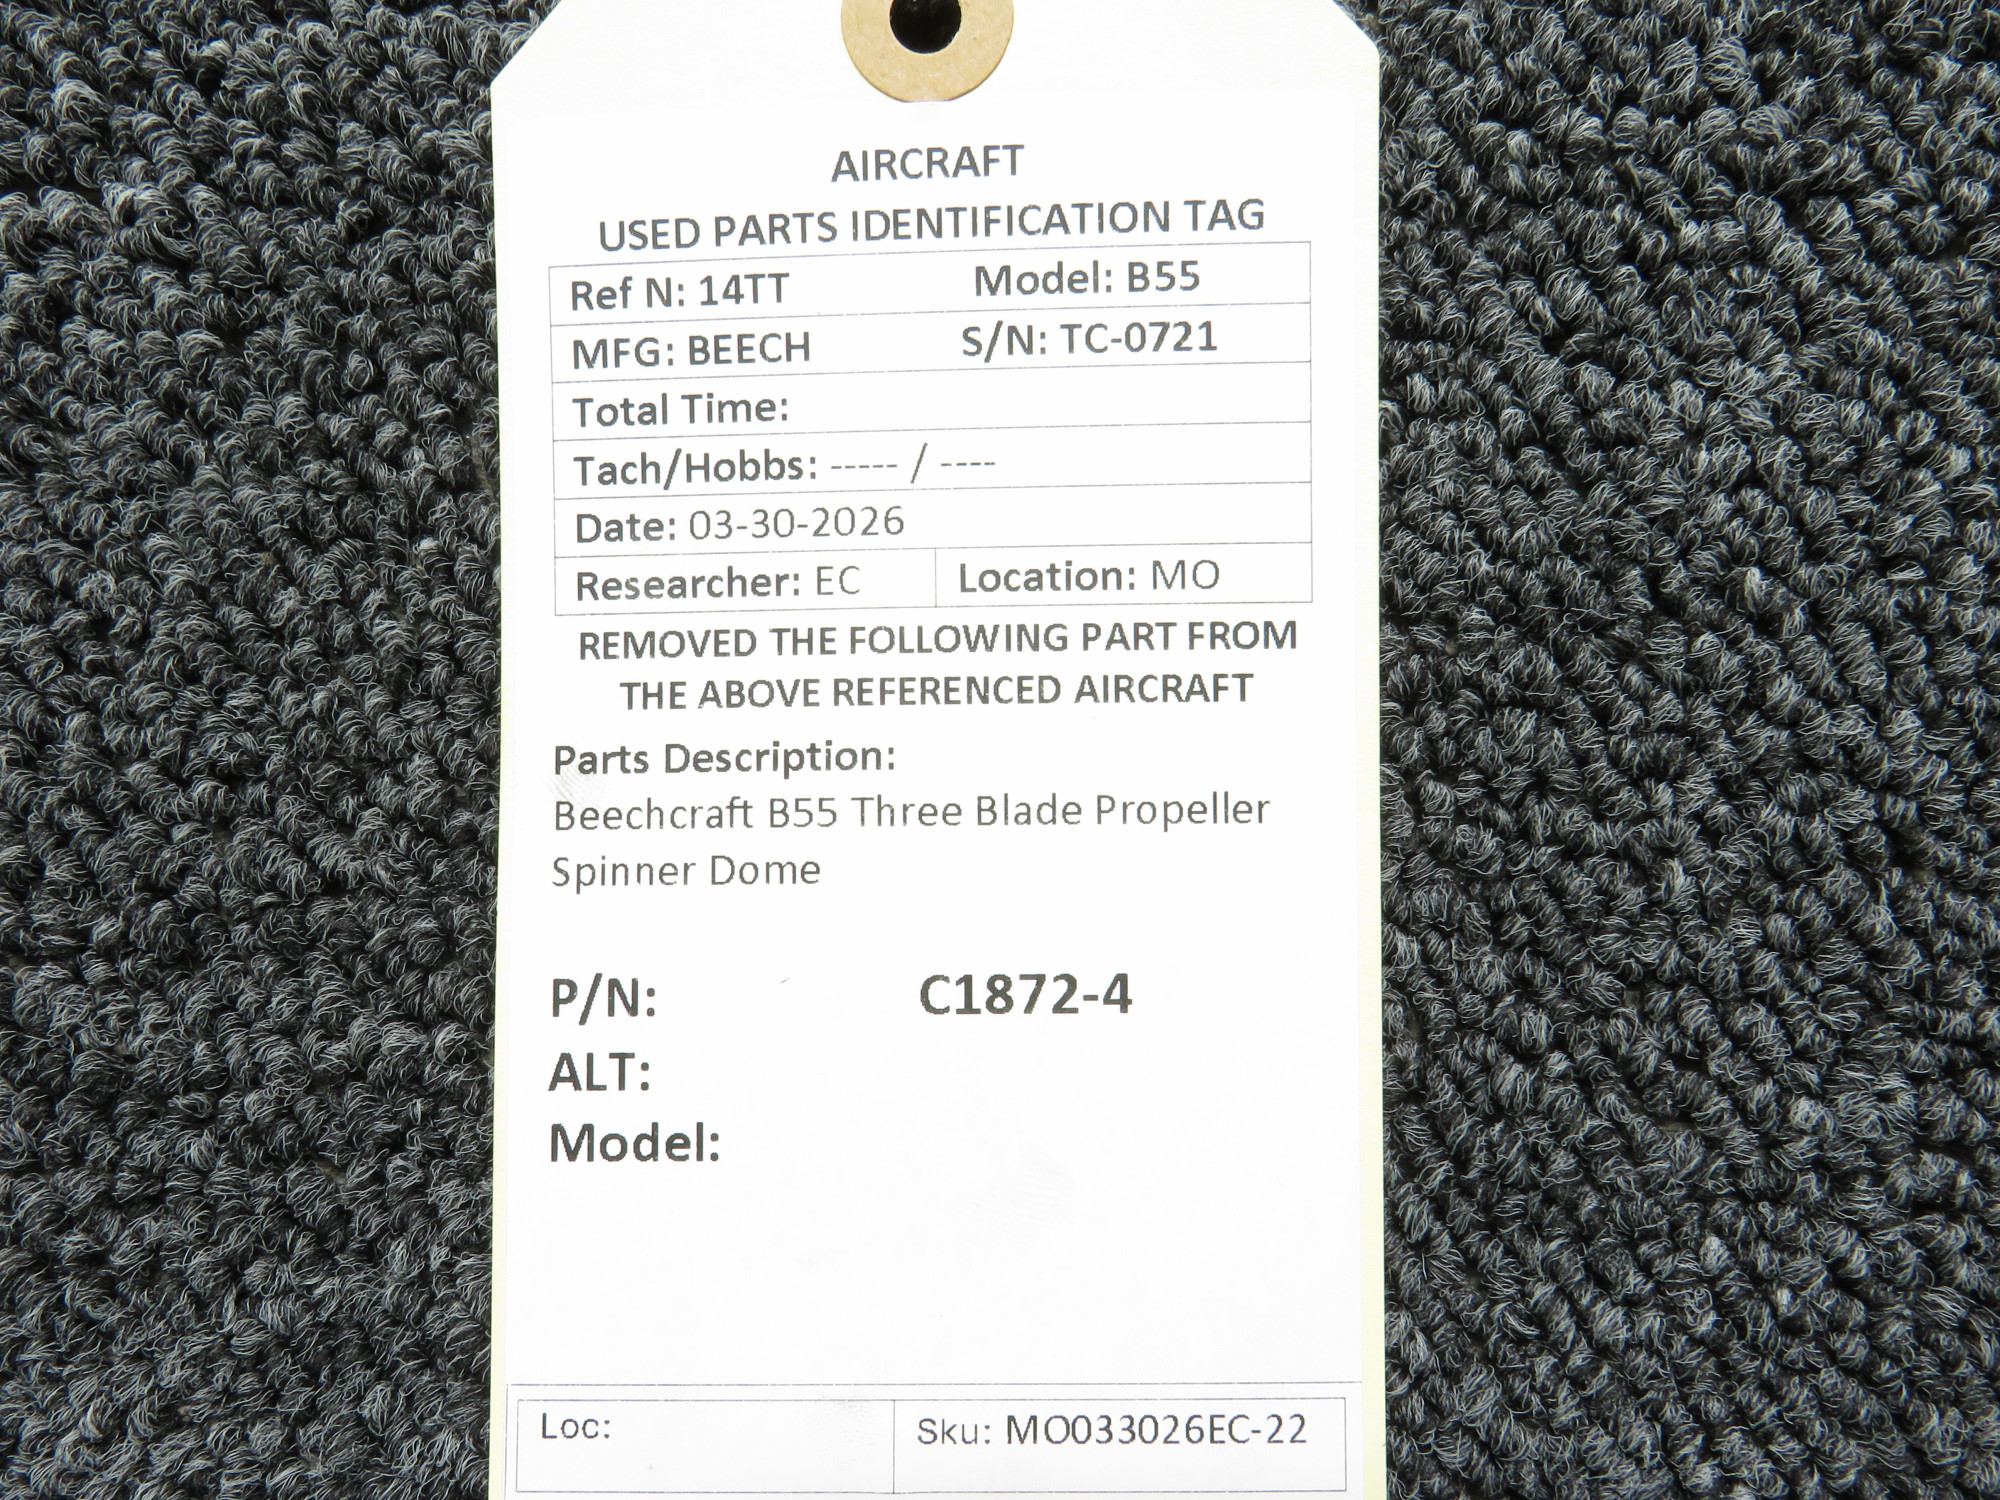 AIRCRAFT
USED PARTS IDENTIFICATION TAG
Ref N: 14TT Model: B55
MFG: BEECH S/N: TC-0721
Total Time:
Tach/Hobbs: ----- / ----
Date: 03-30-2026
Researcher: EC Location: MO
REMOVED THE FOLLOWING PART FROM
THE ABOVE REFERENCED AIRCRAFT
Parts Description:
Beechcraft B55 Three Blade Propeller
Spinner Dome
P/N: C1872-4
ALT:
Model:
Loc: Sku: MO033026EC-22